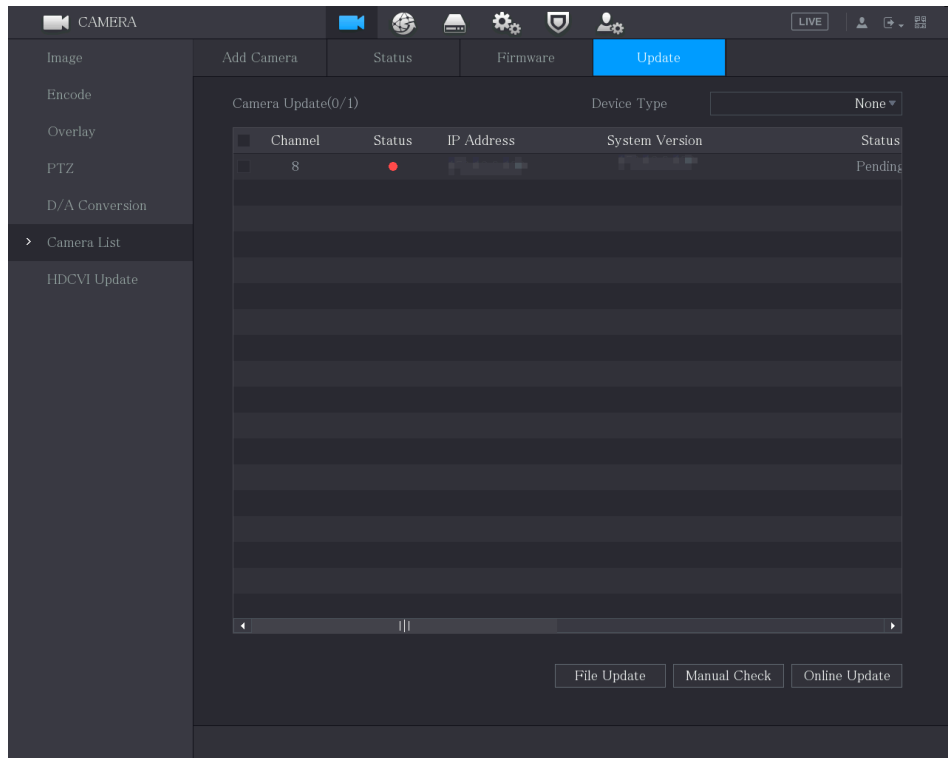 CAMERA
LIVE
Image
Encode
Overlay
PTZ
D/A Conversion
Camera List
HDCVI Update
Add Camera Status Firmware Update
Camera Update(0/1) Device Type None
Channel Status IP Address System Version Status
8 Pending
File Update Manual Check Online Update